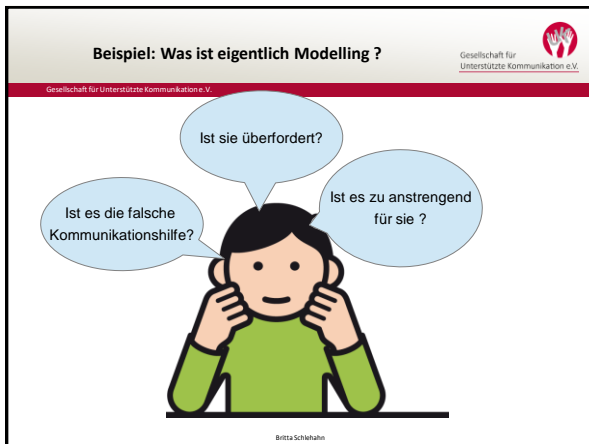 Beispiel: Was ist eigentlich Modelling ?
Gesellschaft für
Unterstützte Kommunikation e.V.
Gesellschaft für Unterstützte Kommunikation e.V.
Ist sie überfordert?
Ist es zu anstrengend
für sie ?
Ist es die falsche
Kommunikationshilfe?
Britta Schlehahn